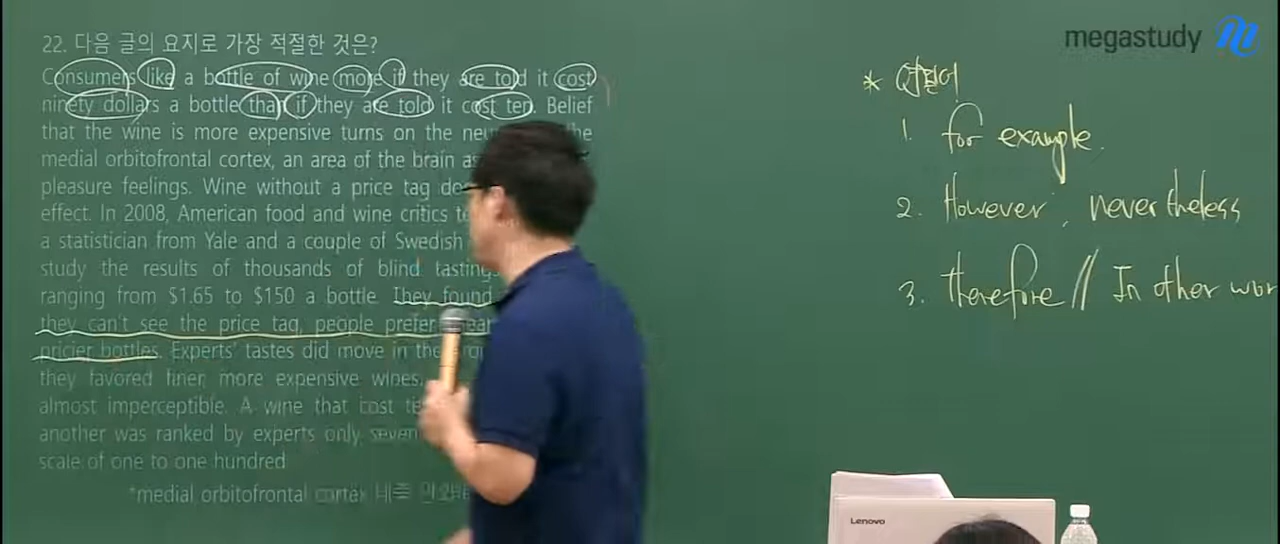 22. 다음 글의 요지로 가장 적절한 것은?
Consumers like a bottle of wine more if they are told it cost
ninety dollars a bottle than if they are told it cost ten. Belief
that the wine is more expensive turns on the
medial orbitofrontal cortex, an area of the brain
pleasure feelings. Wine without a price tag
effect. In 2008, American food and wine critics
a statistician from Yale and a couple of Swedish
study the results of thousands of blind tastings
ranging from $1.65 to $150 a bottle. They found
they can't see the price tag, people prefer
pricier bottles. Experts' tastes did move in the
they favored finer, more expensive wines,
almost imperceptible. A wine that cost
another was ranked by experts only seven
scale of one to one hundred
*medial orbitofrontal cortex 내측
megastudy
*
1. for example.
2. However, nevertheless
3. therefore // In other wor
Lenovo